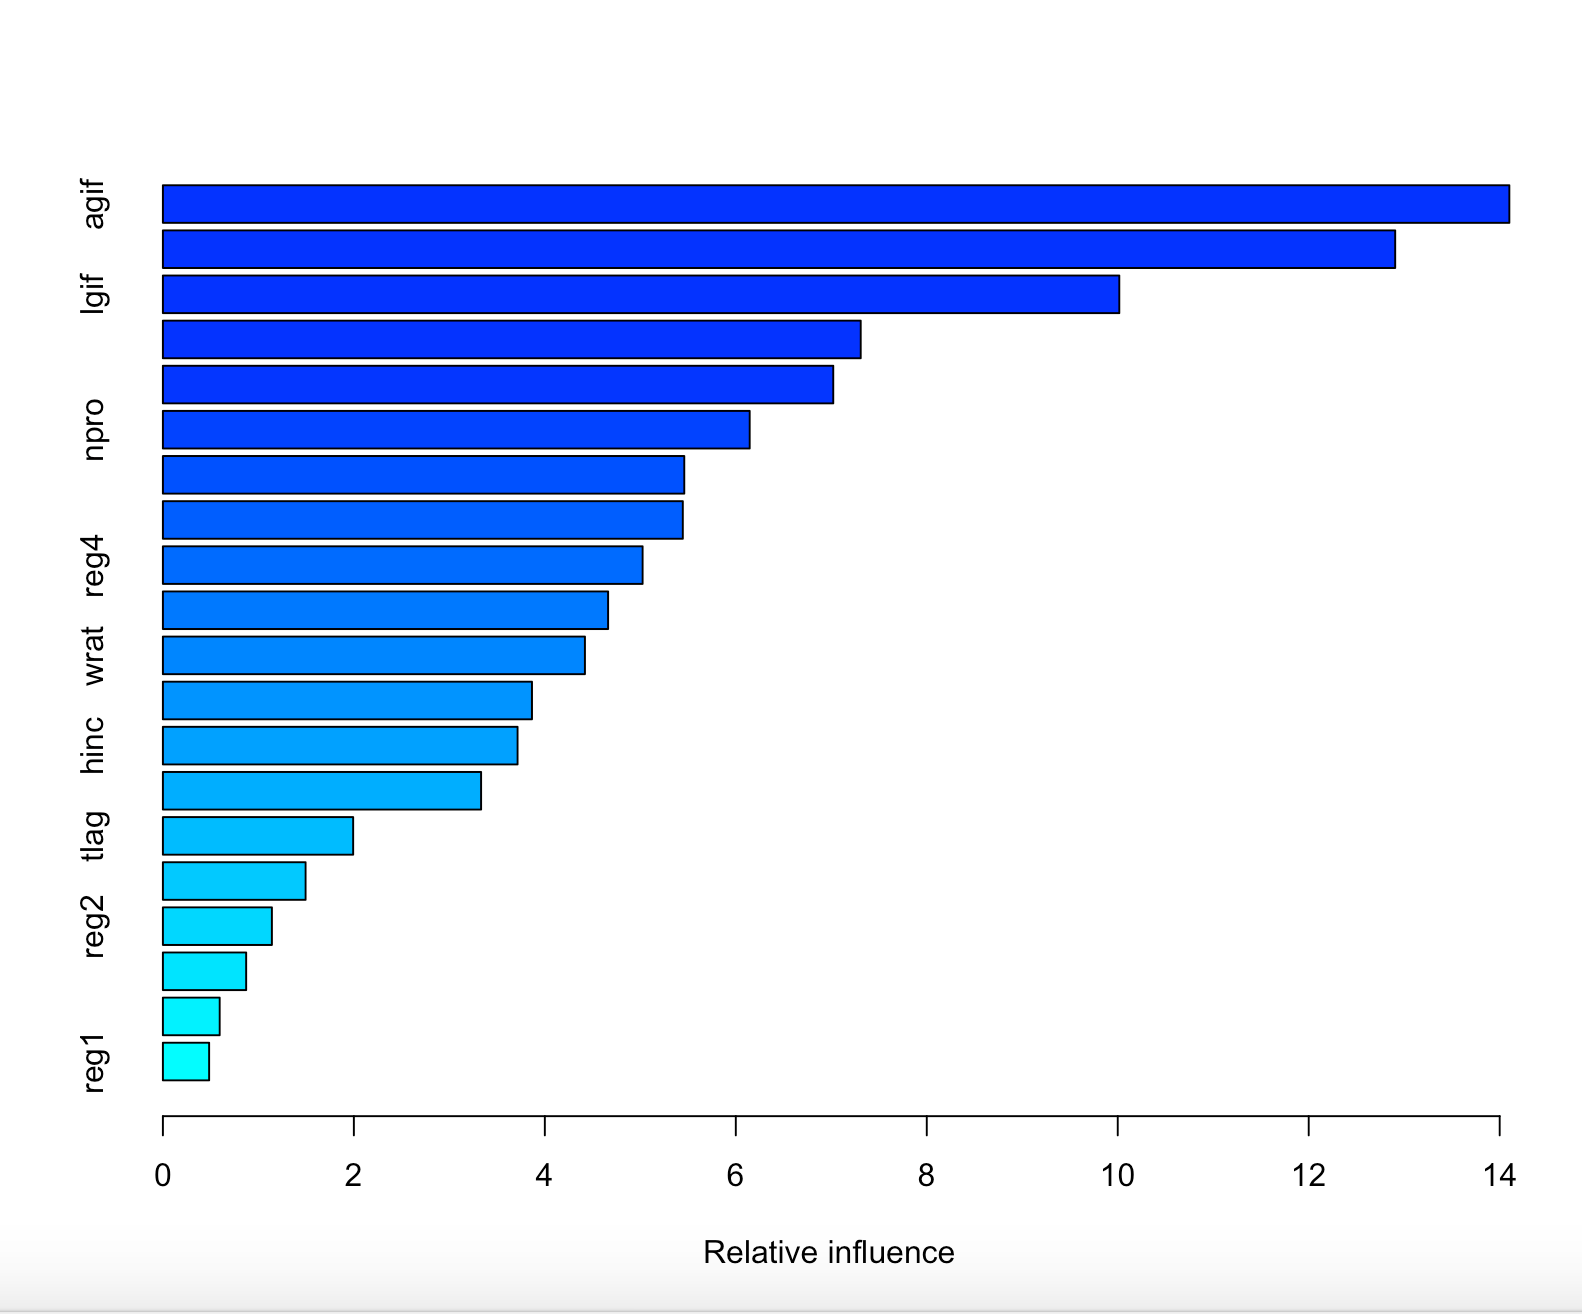 agif
lgif
npro
reg4
wrat
hinc
tlag
reg2
reg1
0 2 4 6 8 10 12 14
Relative influence